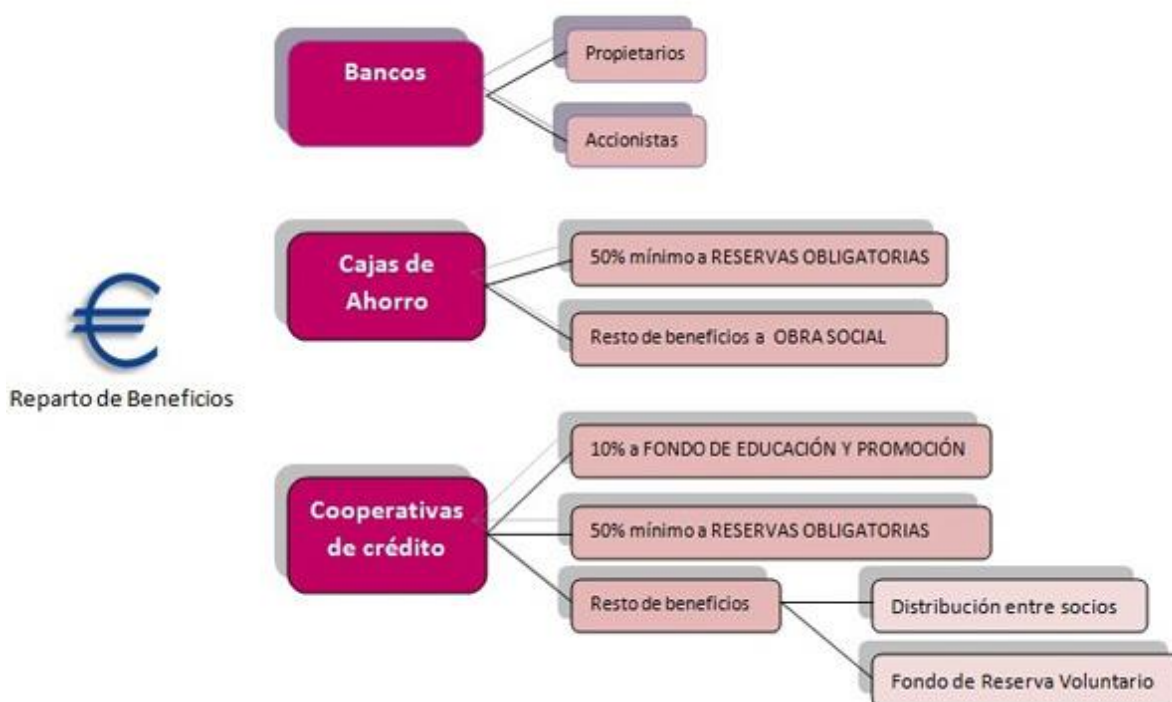 Bancos
Propietarios
Accionistas
Cajas de
Ahorro
50% mínimo a RESERVAS OBLIGATORIAS
Resto de beneficios a OBRA SOCIAL
€
Reparto de Beneficios
Cooperativas
de crédito
10% a FONDO DE EDUCACIÓN Y PROMOCIÓN
50% mínimo a RESERVAS OBLIGATORIAS
Resto de beneficios
Distribución entre socios
Fondo de Reserva Voluntario